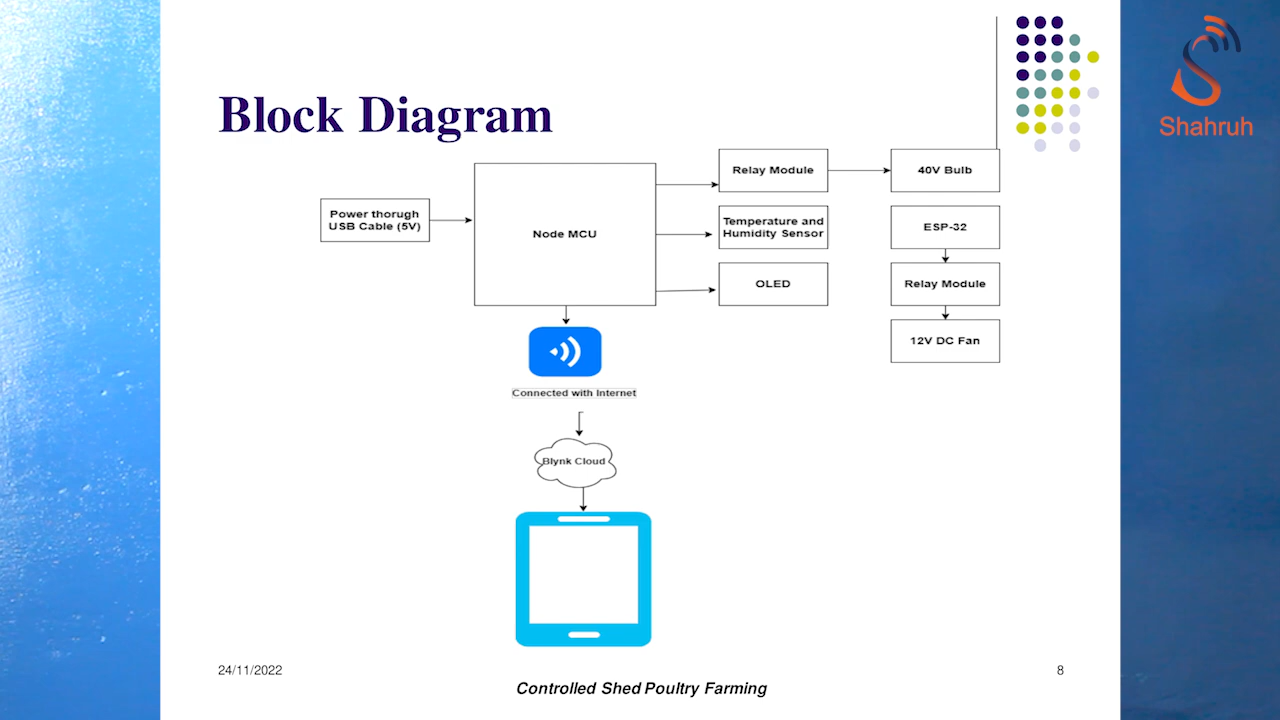 Shahruh
Block Diagram
Power thorugh
USB Cable (5V)
Node MCU
Relay Module
40V Bulb
Temperature and
Humidity Sensor
ESP-32
OLED
Relay Module
12V DC Fan
Connected with Internet
Blynk Cloud
24/11/2022
8
Controlled Shed Poultry Farming